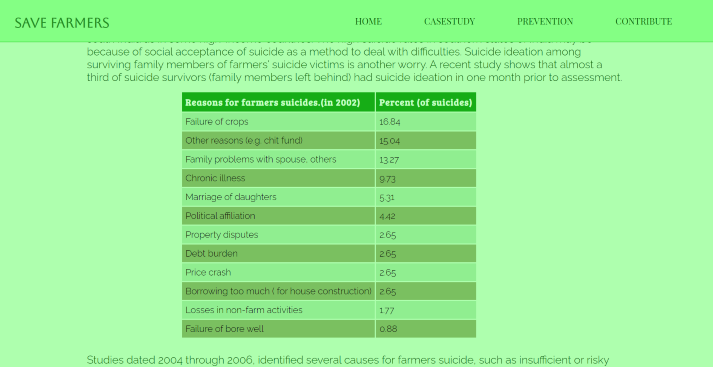 SAVE FARMERS
HOME CASESTUDY PREVENTION CONTRIBUTE
because of social acceptance of suicide as a method to deal with difficulties. Suicide ideation among
surviving family members of farmers' suicide victims is another worry. A recent study shows that almost a
third of suicide survivors (family members left behind) had suicide ideation in one month prior to assessment.
Reasons for farmers suicides.(in 2002) Percent (of suicides)
Failure of crops 16.84
Other reasons (e.g. chit fund) 15.04
Family problems with spouse, others 13.27
Chronic illness 9.73
Marriage of daughters 5.31
Political affiliation 4.42
Property disputes 2.65
Debt burden 2.65
Price crash 2.65
Borrowing too much ( for house construction) 2.65
Losses in non-farm activities 1.77
Failure of bore well 0.88
Studies dated 2004 through 2006, identified several causes for farmers suicide, such as insufficient or risky